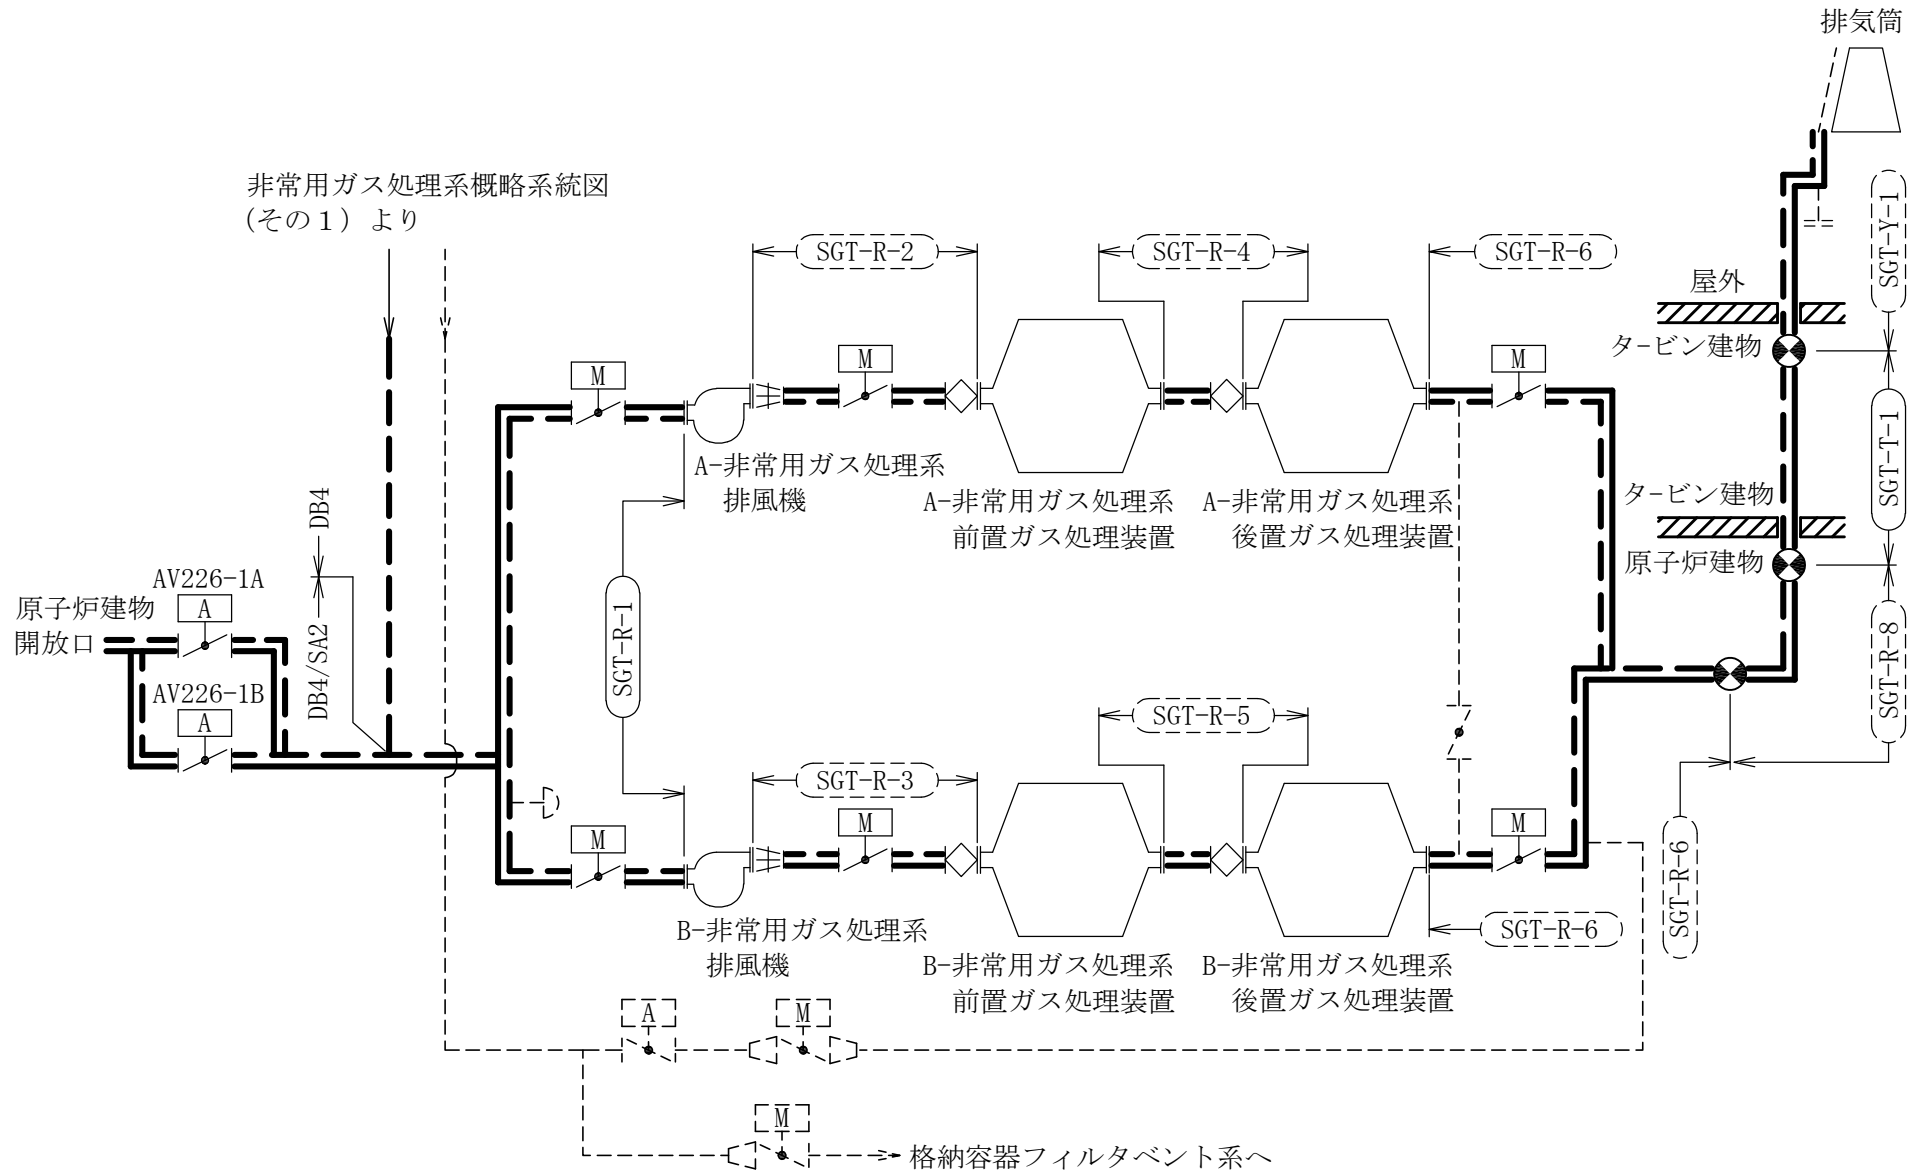 排気筒
非常用ガス処理系概略系統図
(その１) より
SGT-R-2
SGT-R-4
SGT-R-6
SGT-Y-1
屋外
タ-ビン建物
M
M
M
A-非常用ガス処理系
排風機
A-非常用ガス処理系
前置ガス処理装置
A-非常用ガス処理系
後置ガス処理装置
SGT-T-1
タ-ビン建物
原子炉建物
DB4
DB4/SA2
AV226-1A
A
原子炉建物
開放口
AV226-1B
A
SGT-R-1
SGT-R-8
SGT-R-5
SGT-R-3
M
M
M
SGT-R-6
SGT-R-6
B-非常用ガス処理系
排風機
B-非常用ガス処理系
前置ガス処理装置
B-非常用ガス処理系
後置ガス処理装置
A
M
M
格納容器フィルタベント系へ